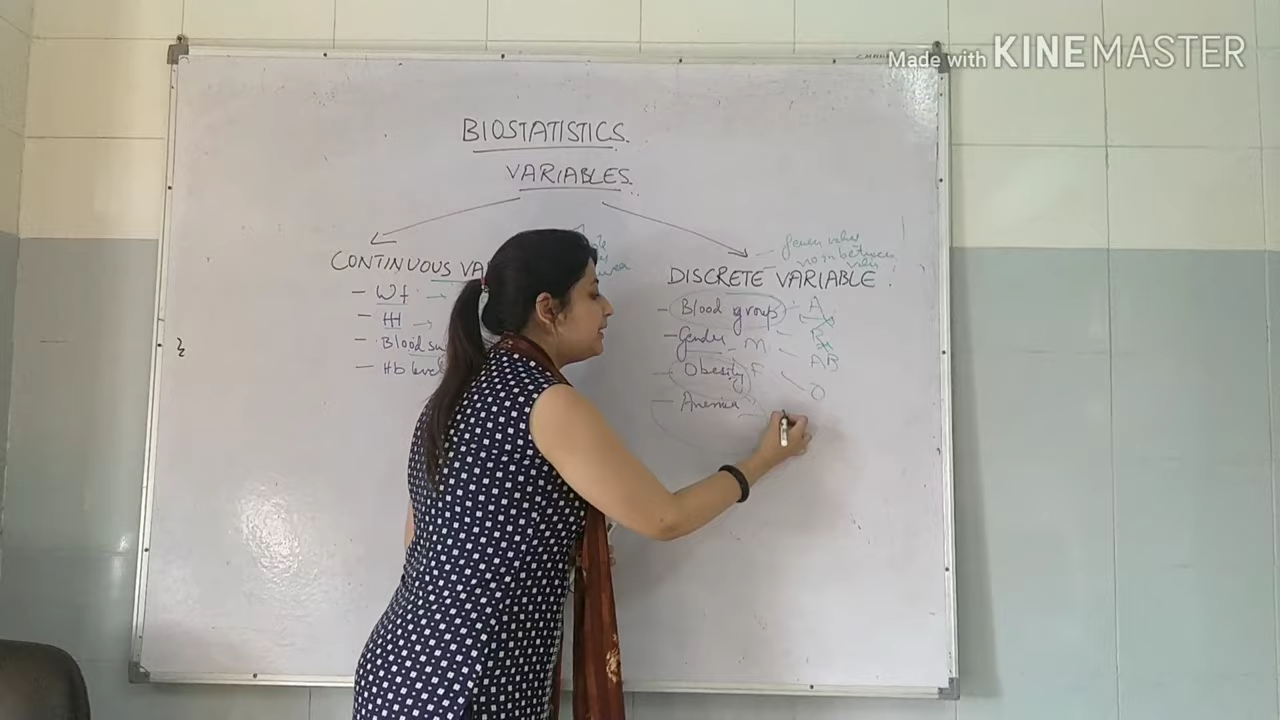 Made with KINEMASTER
BIOSTATISTICS.
VARIABLES.
CONTINUOUS VA
- Wt
- Ht
- Blood su
- Hb level
DISCRETE VARIABLE.
- Blood group
- Gender - M
F
- Obesity
- Anemia
A
B
AB
O